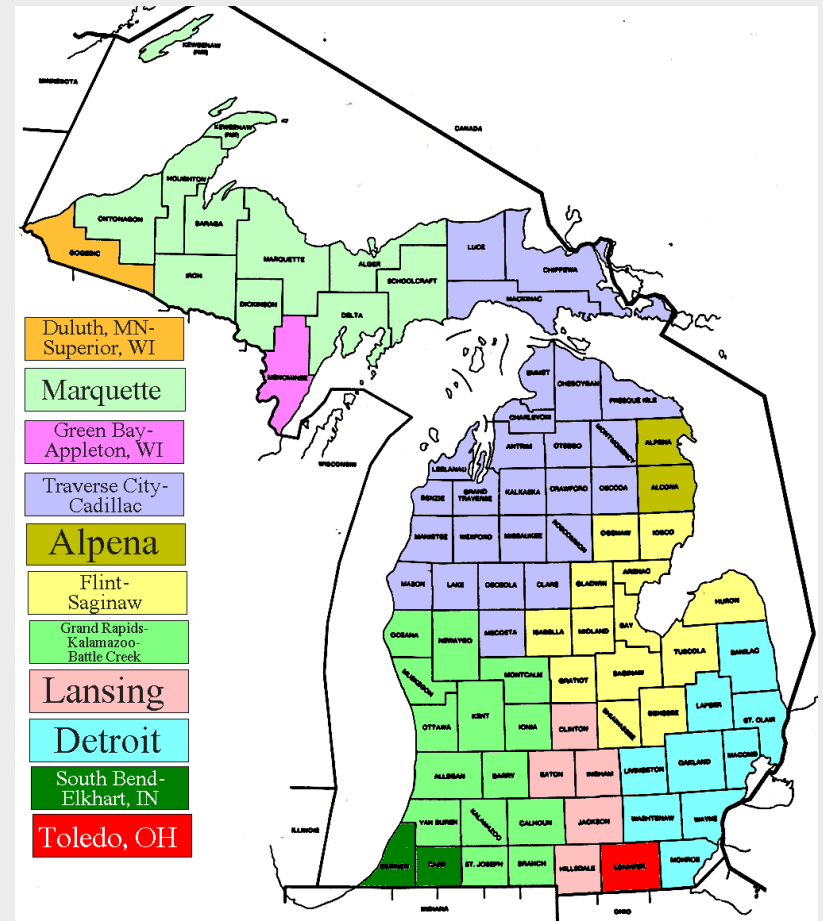 KEWEENAW
(PART)
MINNESOTA
CANADA
KEWEENAW
(PART)
HOUGHTON
ONTONAGON
BARAGA
GOGEBIC
LUCE
CHIPPEWA
MARQUETTE
ALGER
SCHOOLCRAFT
IRON
MACKINAC
DICKINSON
DELTA
MENOMINEE
WISCONSIN
Duluth, MN-
Superior, WI
Marquette
Green Bay-
Appleton, WI
Traverse City-
Cadillac
Alpena
Flint-
Saginaw
Grand Rapids-
Kalamazoo-
Battle Creek
Lansing
Detroit
South Bend-
Elkhart, IN
Toledo, OH
EMMET
CHEBOYGAN
PRESQUE ISLE
CHARLEVOIX
ANTRIM
OTSEGO
MONTMORENCY
ALPENA
LEELANAU
BENZIE
GRAND
TRAVERSE
KALKASKA
CRAWFORD
OSCODA
ALCONA
MANISTEE
WEXFORD
MISSAUKEE
ROSCOMMON
OGEMAW
IOSCO
MASON
LAKE
OSCEOLA
CLARE
GLADWIN
ARENAC
HURON
OCEANA
NEWAYGO
MECOSTA
ISABELLA
MIDLAND
BAY
TUSCOLA
SANILAC
MUSKEGON
MONTCALM
GRATIOT
SAGINAW
LAPEER
ST. CLAIR
OTTAWA
KENT
IONIA
CLINTON
SHIAWASSEE
GENESEE
MACOMB
ALLEGAN
BARRY
EATON
INGHAM
LIVINGSTON
OAKLAND
VAN BUREN
KALAMAZOO
CALHOUN
JACKSON
WASHTENAW
WAYNE
ILLINOIS
BERRIEN
CASS
ST. JOSEPH
BRANCH
HILLSDALE
LENAWEE
MONROE
INDIANA
OHIO